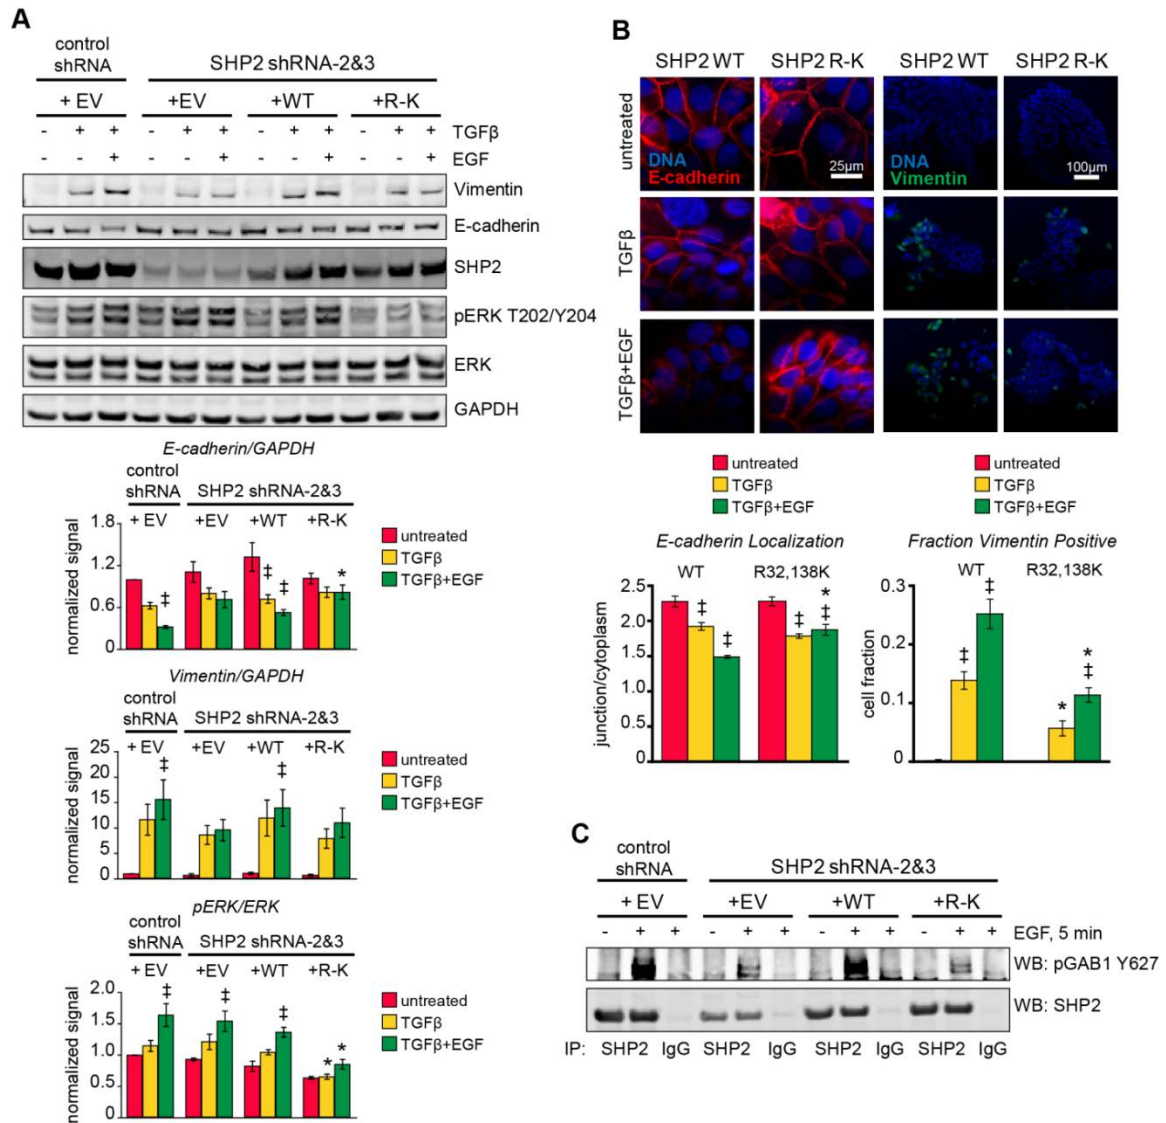 A
control
shRNA
SHP2 shRNA-2&3
+ EV
+EV
+WT
+R-K
- + + - + + - + + - + + TGFβ
- - + - - + - - + - - + EGF
Vimentin
E-cadherin
SHP2
pERK T202/Y204
ERK
GAPDH
E-cadherin/GAPDH
control
shRNA
SHP2 shRNA-2&3
+ EV
+EV
+WT
+R-K
normalized signal
1.8
1.2
0.6
0
‡
‡
‡
*
untreated
TGFβ
TGFβ+EGF
Vimentin/GAPDH
control
shRNA
SHP2 shRNA-2&3
+ EV
+EV
+WT
+R-K
normalized signal
25
15
10
5
0
‡
‡
untreated
TGFβ
TGFβ+EGF
pERK/ERK
control
shRNA
SHP2 shRNA-2&3
+ EV
+EV
+WT
+R-K
normalized signal
2.0
1.5
1.0
0.5
0
‡
‡
‡
*
*
untreated
TGFβ
TGFβ+EGF
B
SHP2 WT
SHP2 R-K
SHP2 WT
SHP2 R-K
untreated
DNA
E-cadherin
25μm
DNA
Vimentin
100μm
TGFβ
TGFβ+EGF
untreated
TGFβ
TGFβ+EGF
untreated
TGFβ
TGFβ+EGF
E-cadherin Localization
WT
R32,138K
junction/cytoplasm
2.5
2.0
1.5
1.0
0.5
0
‡
‡
‡
*
‡
Fraction Vimentin Positive
WT
R32,138K
cell fraction
0.3
0.2
0.1
0
‡
‡
*
*
‡
C
control
shRNA
SHP2 shRNA-2&3
+ EV
+EV
+WT
+R-K
- + + - + + - + + - + + EGF, 5 min
WB: pGAB1 Y627
WB: SHP2
IP: SHP2 IgG SHP2 IgG SHP2 IgG SHP2 IgG